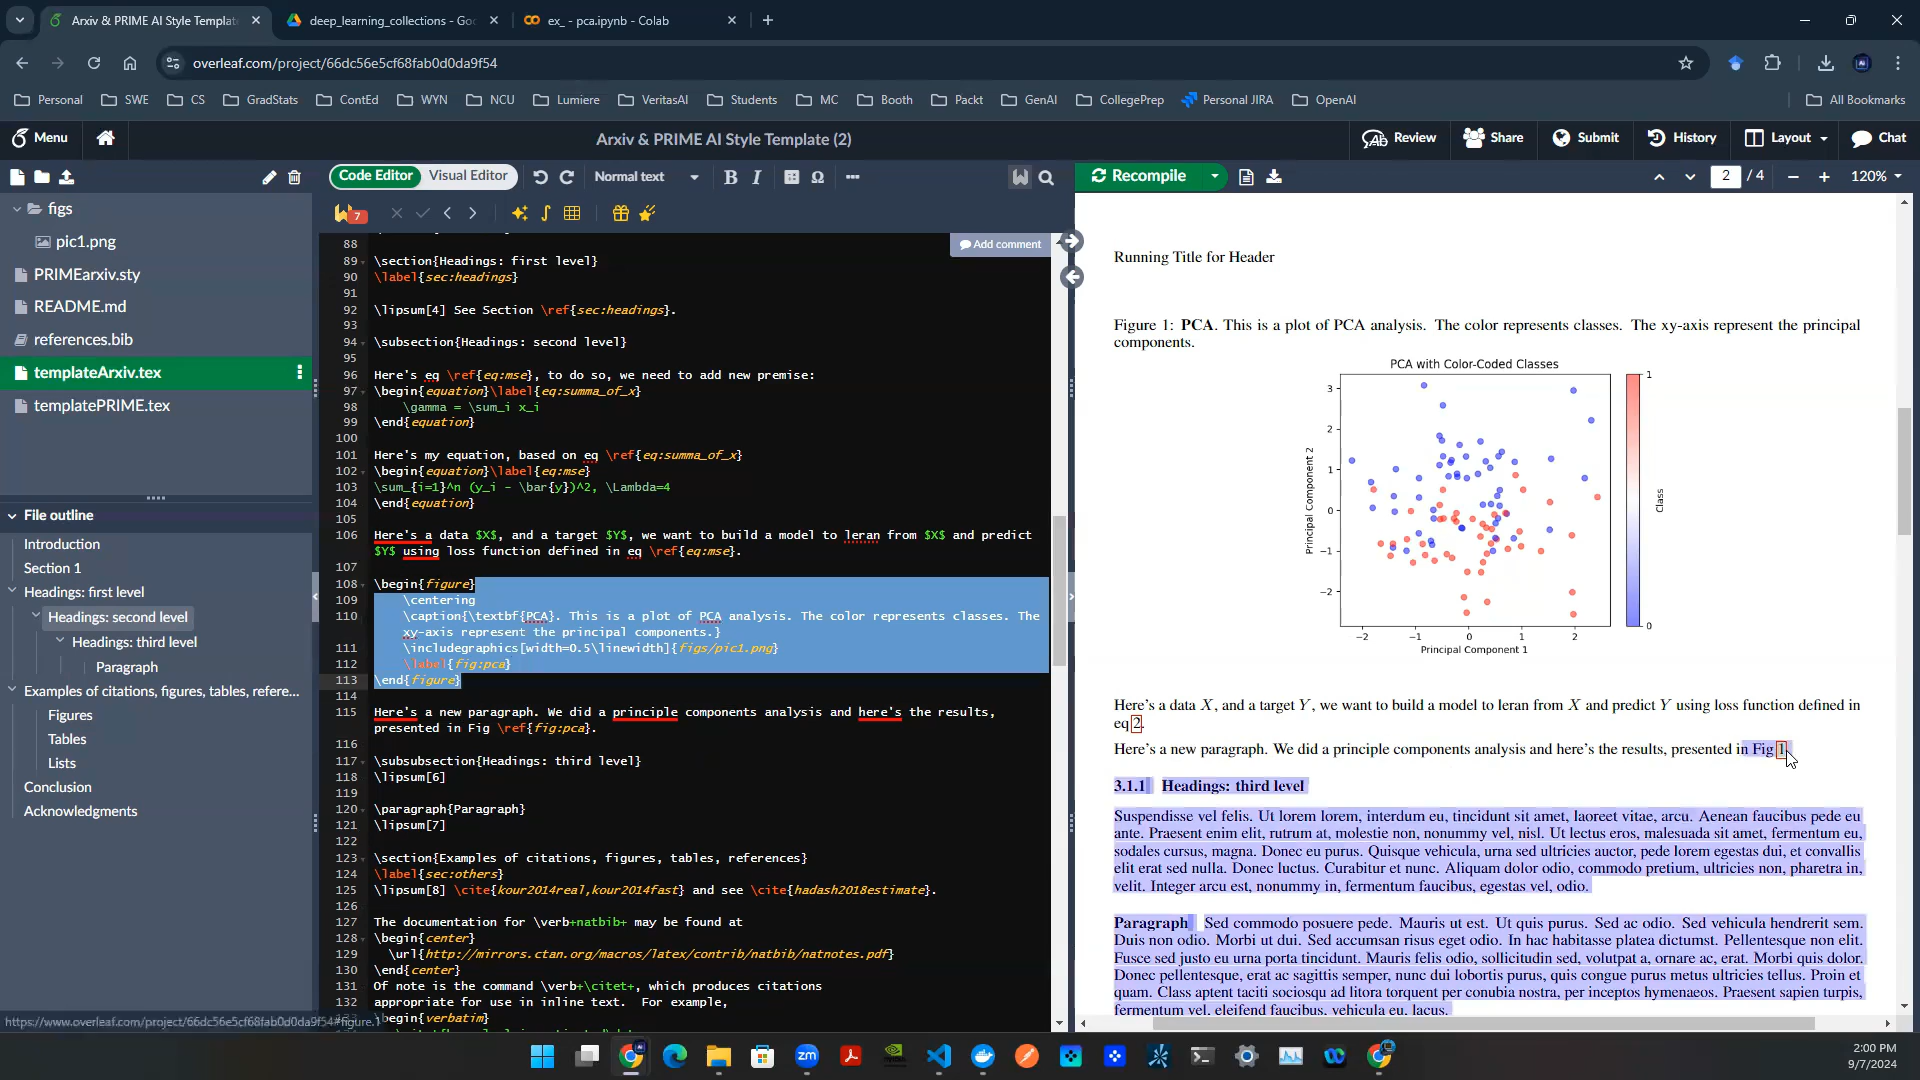 Arxiv & PRIME AI Style Template
deep_learning_collections - Goo
ex_ - pca.ipynb - Colab
overleaf.com/project/66dc56e5cf68fab0d0da9f54
Personal SWE CS GradStats ContEd WYN NCU Lumiere VeritasAI Students MC Booth Packt GenAI CollegePrep Personal JIRA OpenAI All Bookmarks
Menu Arxiv & PRIME AI Style Template (2) Review Share Submit History Layout Chat
Code Editor Visual Editor Normal text B I Ω Recompile 2 / 4 120%
7
figs
pic1.png
PRIMEarxiv.sty
README.md
references.bib
templateArxiv.tex
templatePRIME.tex
File outline
Introduction
Section 1
Headings: first level
Headings: second level
Headings: third level
Paragraph
Examples of citations, figures, tables, refere...
Figures
Tables
Lists
Conclusion
Acknowledgments
https://www.overleaf.com/project/66dc56e5cf68fab0d0da9f54#figure.1
Add comment
88
89 \section{Headings: first level}
90 \label{sec:headings}
91
92 \lipsum[4] See Section \ref{sec:headings}.
93
94 \subsection{Headings: second level}
95
96 Here's eq \ref{eq:mse}, to do so, we need to add new premise:
97 \begin{equation}\label{eq:summa_of_x}
98 \gamma = \sum_i x_i
99 \end{equation}
100
101 Here's my equation, based on eq \ref{eq:summa_of_x}
102 \begin{equation}\label{eq:mse}
103 \sum_{i=1}^n (y_i - \bar{y})^2, \Lambda=4
104 \end{equation}
105
106 Here's a data $X$, and a target $Y$, we want to build a model to leran from $X$ and predict
$Y$ using loss function defined in eq \ref{eq:mse}.
107
108 \begin{figure}
109 \centering
110 \caption{\textbf{PCA}. This is a plot of PCA analysis. The color represents classes. The
xy-axis represent the principal components.}
111 \includegraphics[width=0.5\linewidth]{figs/pic1.png}
112 \label{fig:pca}
113 \end{figure}
114
115 Here's a new paragraph. We did a principle components analysis and here's the results,
presented in Fig \ref{fig:pca}.
116
117 \subsubsection{Headings: third level}
118 \lipsum[6]
119
120 \paragraph{Paragraph}
121 \lipsum[7]
122
123 \section{Examples of citations, figures, tables, references}
124 \label{sec:others}
125 \lipsum[8] \cite{kour2014real,kour2014fast} and see \cite{hadash2018estimate}.
126
127 The documentation for \verb+natbib+ may be found at
128 \begin{center}
129 \url{http://mirrors.ctan.org/macros/latex/contrib/natbib/natnotes.pdf}
130 \end{center}
131 Of note is the command \verb+\citet+, which produces citations
132 appropriate for use in inline text. For example,
\begin{verbatim}
Running Title for Header
Figure 1: PCA. This is a plot of PCA analysis. The color represents classes. The xy-axis represent the principal
components.
PCA with Color-Coded Classes
3
2
1
0
−1
−2
Principal Component 2
−2 −1 0 1 2
Principal Component 1
1
0
Class
Here's a data X, and a target Y, we want to build a model to leran from X and predict Y using loss function defined in
eq 2.
Here's a new paragraph. We did a principle components analysis and here's the results, presented in Fig 1.
3.1.1 Headings: third level
Suspendisse vel felis. Ut lorem lorem, interdum eu, tincidunt sit amet, laoreet vitae, arcu. Aenean faucibus pede eu
ante. Praesent enim elit, rutrum at, molestie non, nonummy vel, nisl. Ut lectus eros, malesuada sit amet, fermentum eu,
sodales cursus, magna. Donec eu purus. Quisque vehicula, urna sed ultricies auctor, pede lorem egestas dui, et convallis
elit erat sed nulla. Donec luctus. Curabitur et nunc. Aliquam dolor odio, commodo pretium, ultricies non, pharetra in,
velit. Integer arcu est, nonummy in, fermentum faucibus, egestas vel, odio.
Paragraph Sed commodo posuere pede. Mauris ut est. Ut quis purus. Sed ac odio. Sed vehicula hendrerit sem.
Duis non odio. Morbi ut dui. Sed accumsan risus eget odio. In hac habitasse platea dictumst. Pellentesque non elit.
Fusce sed justo eu urna porta tincidunt. Mauris felis odio, sollicitudin sed, volutpat a, ornare ac, erat. Morbi quis dolor.
Donec pellentesque, erat ac sagittis semper, nunc dui lobortis purus, quis congue purus metus ultricies tellus. Proin et
quam. Class aptent taciti sociosqu ad litora torquent per conubia nostra, per inceptos hymenaeos. Praesent sapien turpis,
fermentum vel, eleifend faucibus, vehicula eu, lacus.
2:00 PM
9/7/2024